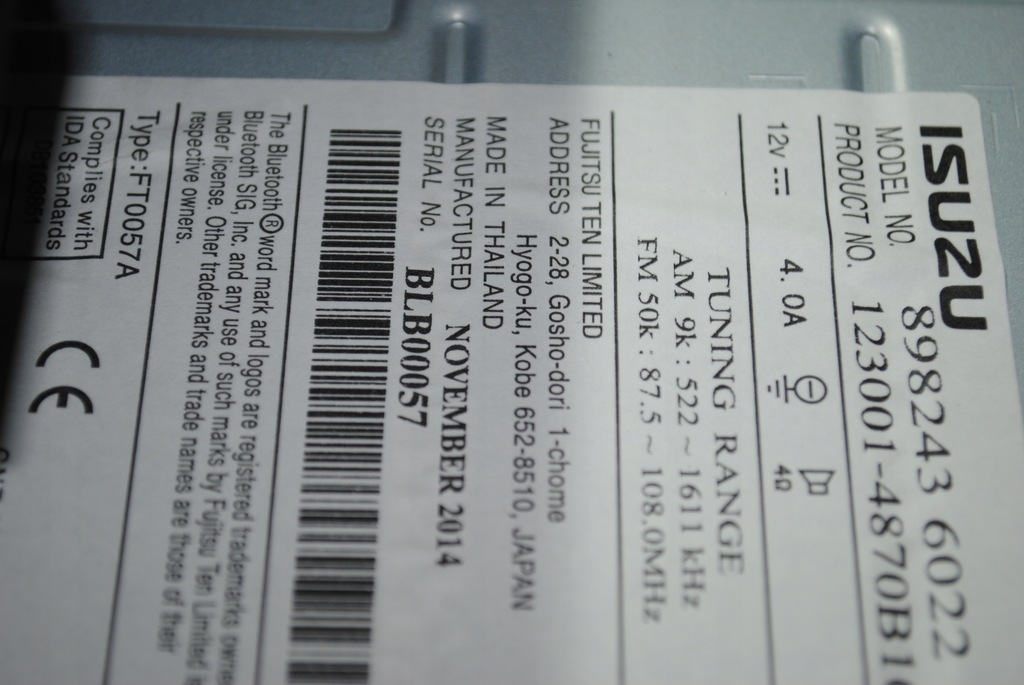 ISUZU
MODEL NO. 898243 6022
PRODUCT NO. 123001-4870B1
12V 4.0A 4Ω
TUNING RANGE
AM 9k : 522 ~ 1611 kHz
FM 50k : 87.5 ~ 108.0MHz
FUJITSU TEN LIMITED
ADDRESS 2-28, Gosho-dori 1-chome
Hyogo-ku, Kobe 652-8510, JAPAN
MADE IN THAILAND
MANUFACTURED NOVEMBER 2014
SERIAL No. BLB00057
The Bluetooth® word mark and logos are registered trademarks owne
Bluetooth SIG, Inc. and any use of such marks by Fujitsu Ten Limited is
under license. Other trademarks and trade names are those of their
respective owners.
Type:FT0057A
Complies with
IDA Standards
CE